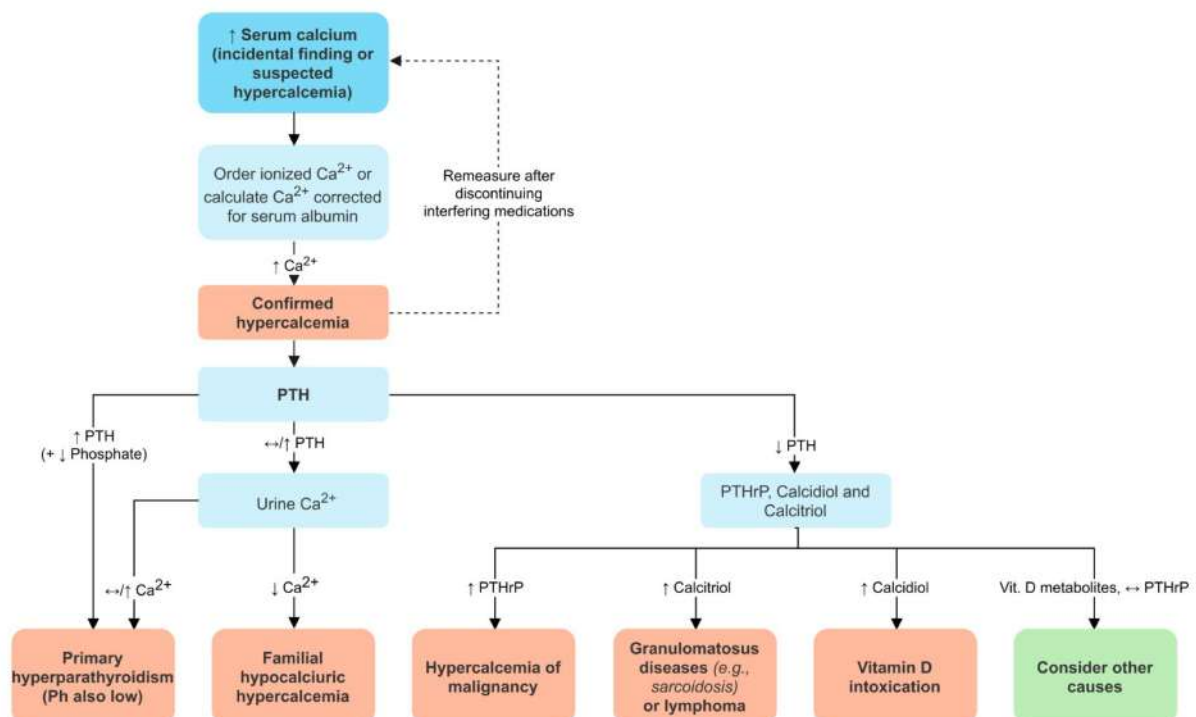 ↑ Serum calcium
(incidental finding or
suspected
hypercalcemia)
Order ionized Ca²⁺ or
calculate Ca²⁺ corrected
for serum albumin
Remeasure after
discontinuing
interfering medications
↑ Ca²⁺
Confirmed
hypercalcemia
PTH
↑ PTH
(+ ↓ Phosphate)
↔/↑ PTH
↓ PTH
Urine Ca²⁺
PTHrP, Calcidiol and
Calcitriol
↔/↑ Ca²⁺
↓ Ca²⁺
↑ PTHrP
↑ Calcitriol
↑ Calcidiol
Vit. D metabolites, ↔ PTHrP
Primary
hyperparathyroidism
(Ph also low)
Familial
hypocalciuric
hypercalcemia
Hypercalcemia of
malignancy
Granulomatosus
diseases (e.g.,
sarcoidosis)
or lymphoma
Vitamin D
intoxication
Consider other
causes